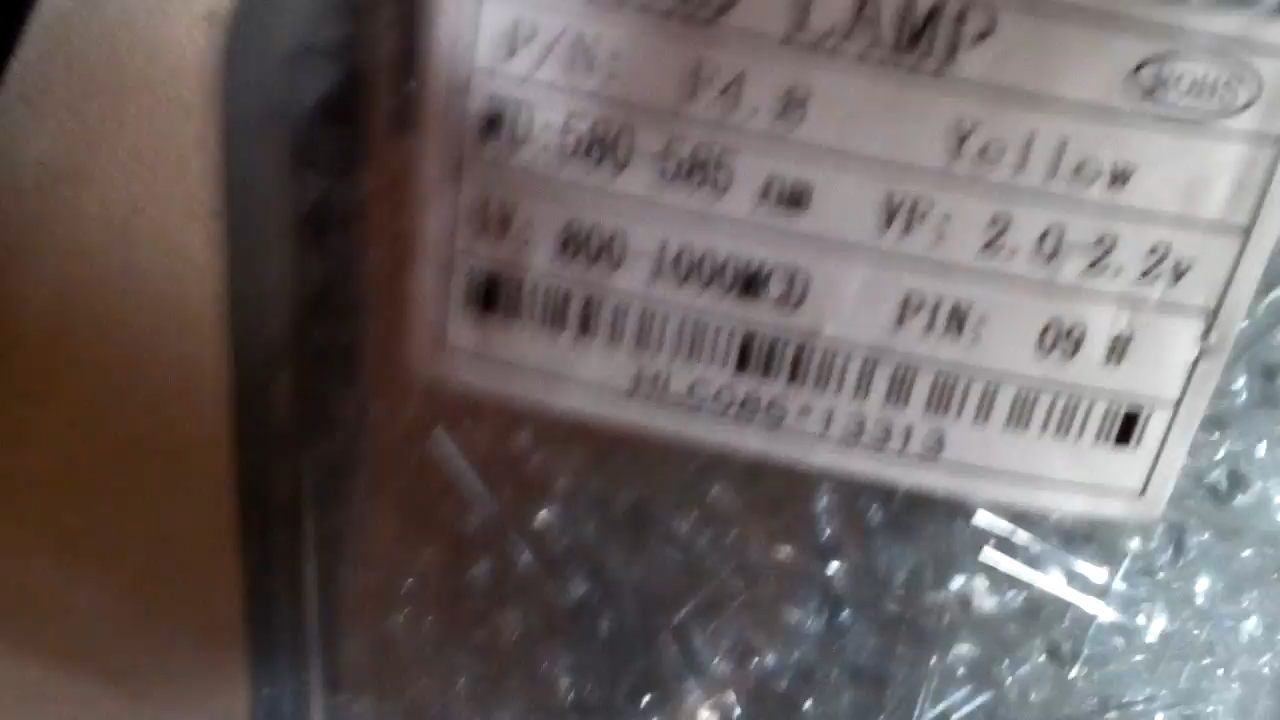 LAMP
ROHS
P/N: F4.8 Yellow
WD 580 585 nm VF: 2.0-2.2v
IV: 800 1000MCD PIN: 09 #